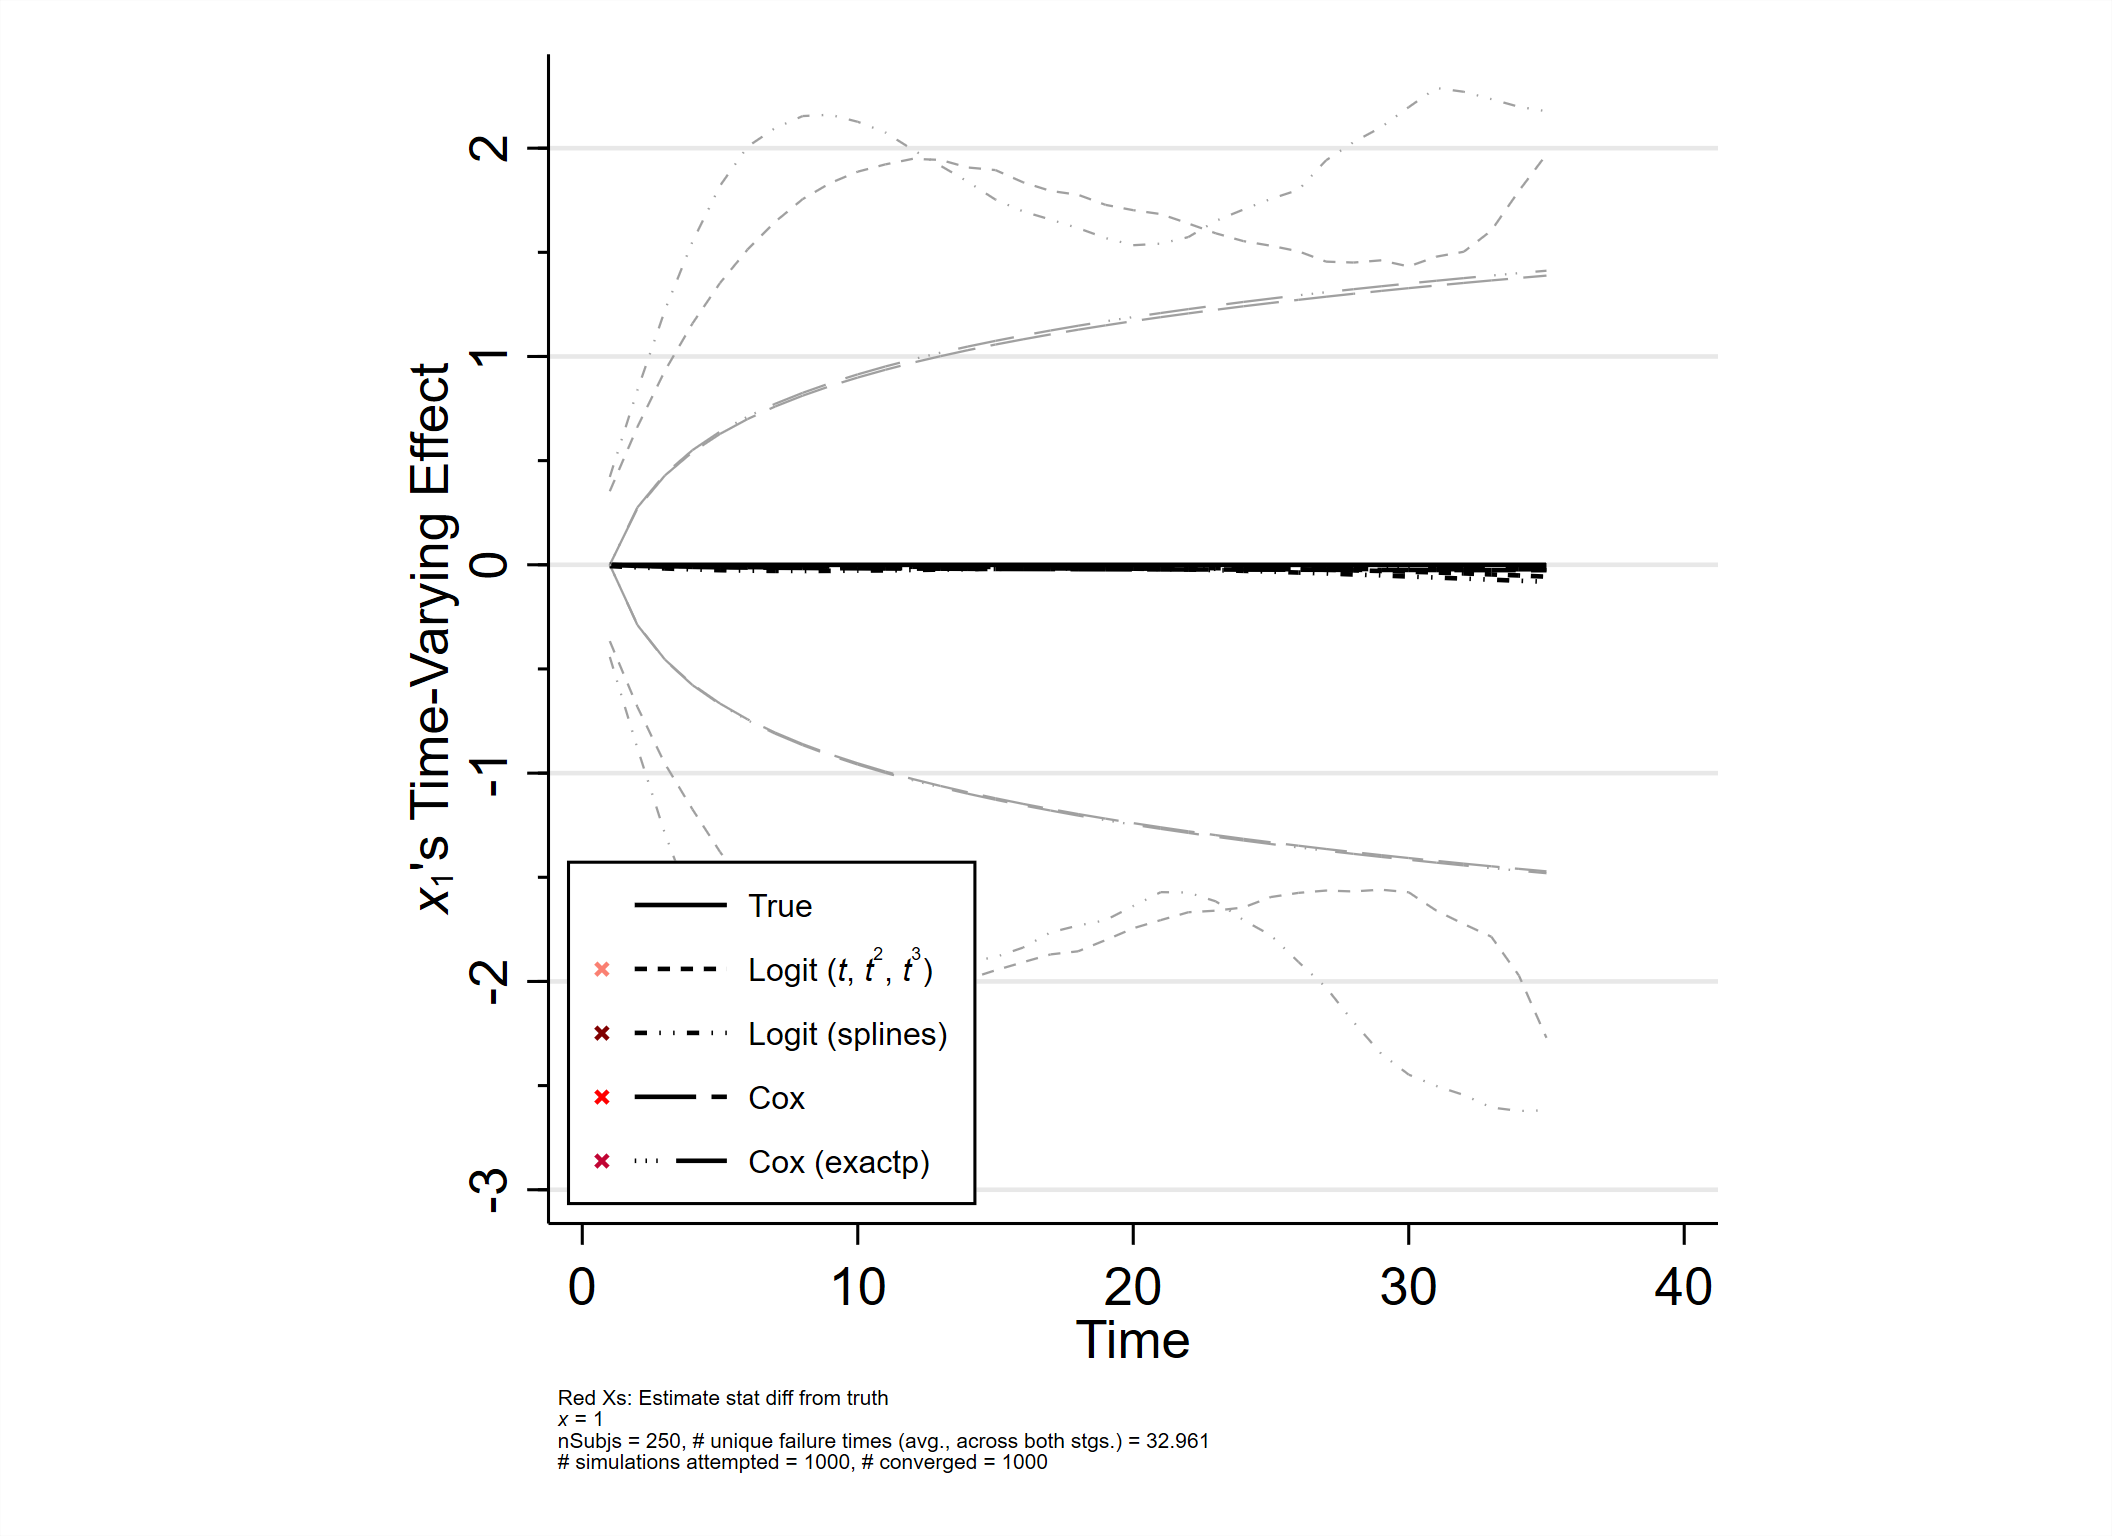 x₁'s Time-Varying Effect
2
1
0
-1
-2
-3
True
Logit (t, t², t³)
Logit (splines)
Cox
Cox (exactp)
0 10 20 30 40
Time
Red Xs: Estimate stat diff from truth
x = 1
nSubjs = 250, # unique failure times (avg., across both stgs.) = 32.961
# simulations attempted = 1000, # converged = 1000